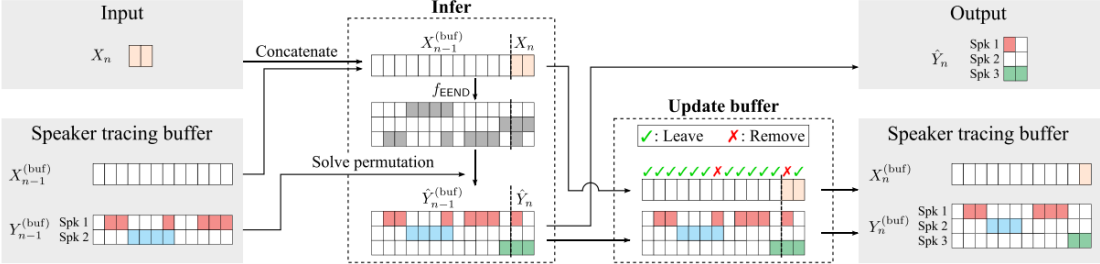 Input
X_n
Speaker tracing buffer
X_{n-1}^{(buf)}
Y_{n-1}^{(buf)}
Spk 1
Spk 2
Concatenate
Solve permutation
Infer
X_{n-1}^{(buf)} X_n
f_{EEND}
Ŷ_{n-1}^{(buf)} Ŷ_n
Update buffer
✓: Leave ✗: Remove
✓✓✓✓✓✓✗✓✓✓✓✓✗✓
Output
Ŷ_n
Spk 1
Spk 2
Spk 3
Speaker tracing buffer
X_n^{(buf)}
Y_n^{(buf)}
Spk 1
Spk 2
Spk 3